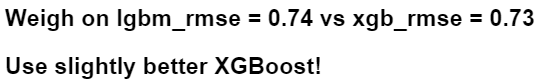 Weigh on lgbm_rmse = 0.74 vs xgb_rmse = 0.73
Use slightly better XGBoost!